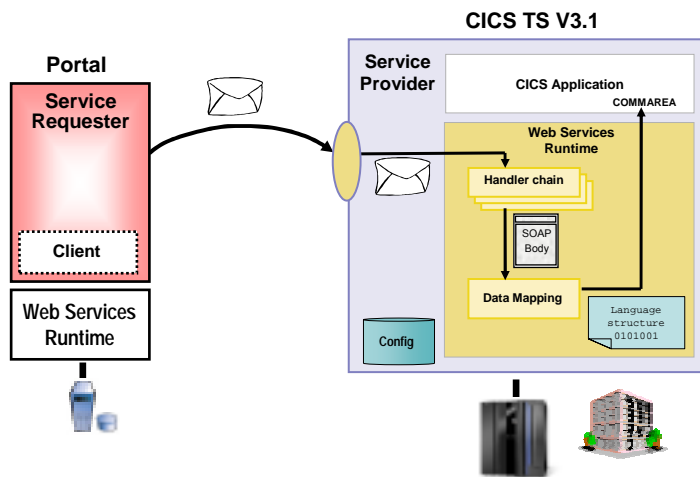 CICS TS V3.1
Portal
Service
Requester
Client
Web Services
Runtime
Service
Provider
CICS Application
COMMAREA
Web Services
Runtime
Handler chain
SOAP
Body
Data Mapping
Language
structure
0101001
Config